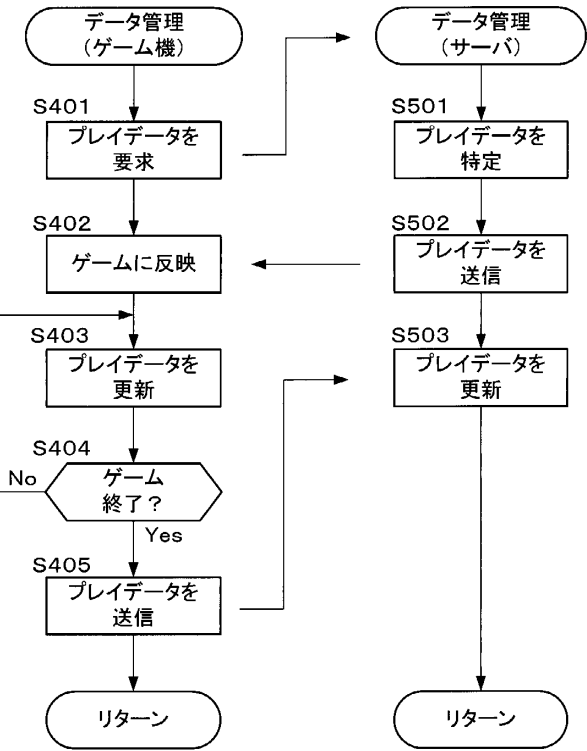 データ管理
(ゲーム機)
S401
プレイデータを
要求
S402
ゲームに反映
S403
プレイデータを
更新
S404
ゲーム
終了？
No
Yes
S405
プレイデータを
送信
リターン
データ管理
(サーバ)
S501
プレイデータを
特定
S502
プレイデータを
送信
S503
プレイデータを
更新
リターン